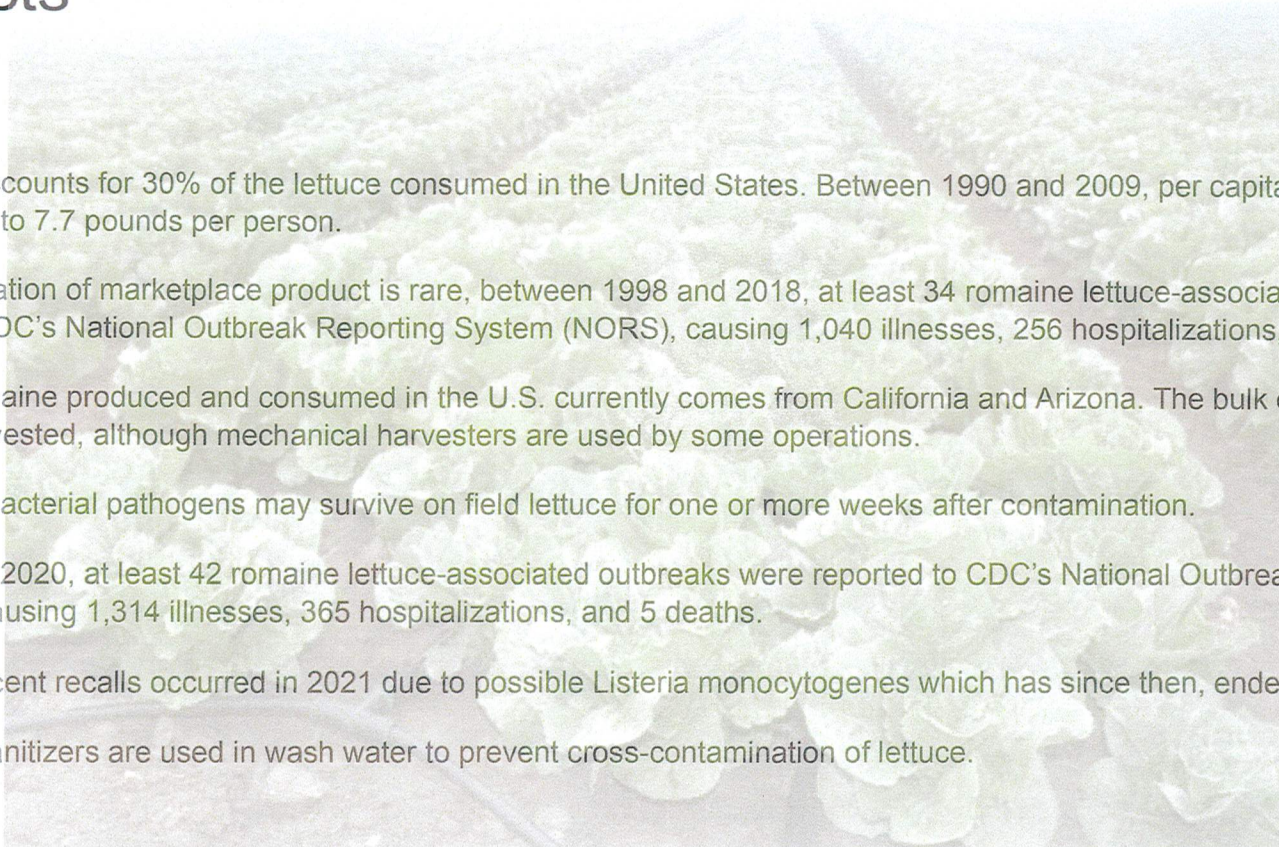 counts for 30% of the lettuce consumed in the United States. Between 1990 and 2009, per capita
to 7.7 pounds per person.
ation of marketplace product is rare, between 1998 and 2018, at least 34 romaine lettuce-associa
DC's National Outbreak Reporting System (NORS), causing 1,040 illnesses, 256 hospitalizations
aine produced and consumed in the U.S. currently comes from California and Arizona. The bulk
vested, although mechanical harvesters are used by some operations.
acterial pathogens may survive on field lettuce for one or more weeks after contamination.
2020, at least 42 romaine lettuce-associated outbreaks were reported to CDC's National Outbrea
using 1,314 illnesses, 365 hospitalizations, and 5 deaths.
cent recalls occurred in 2021 due to possible Listeria monocytogenes which has since then, ende
nitizers are used in wash water to prevent cross-contamination of lettuce.